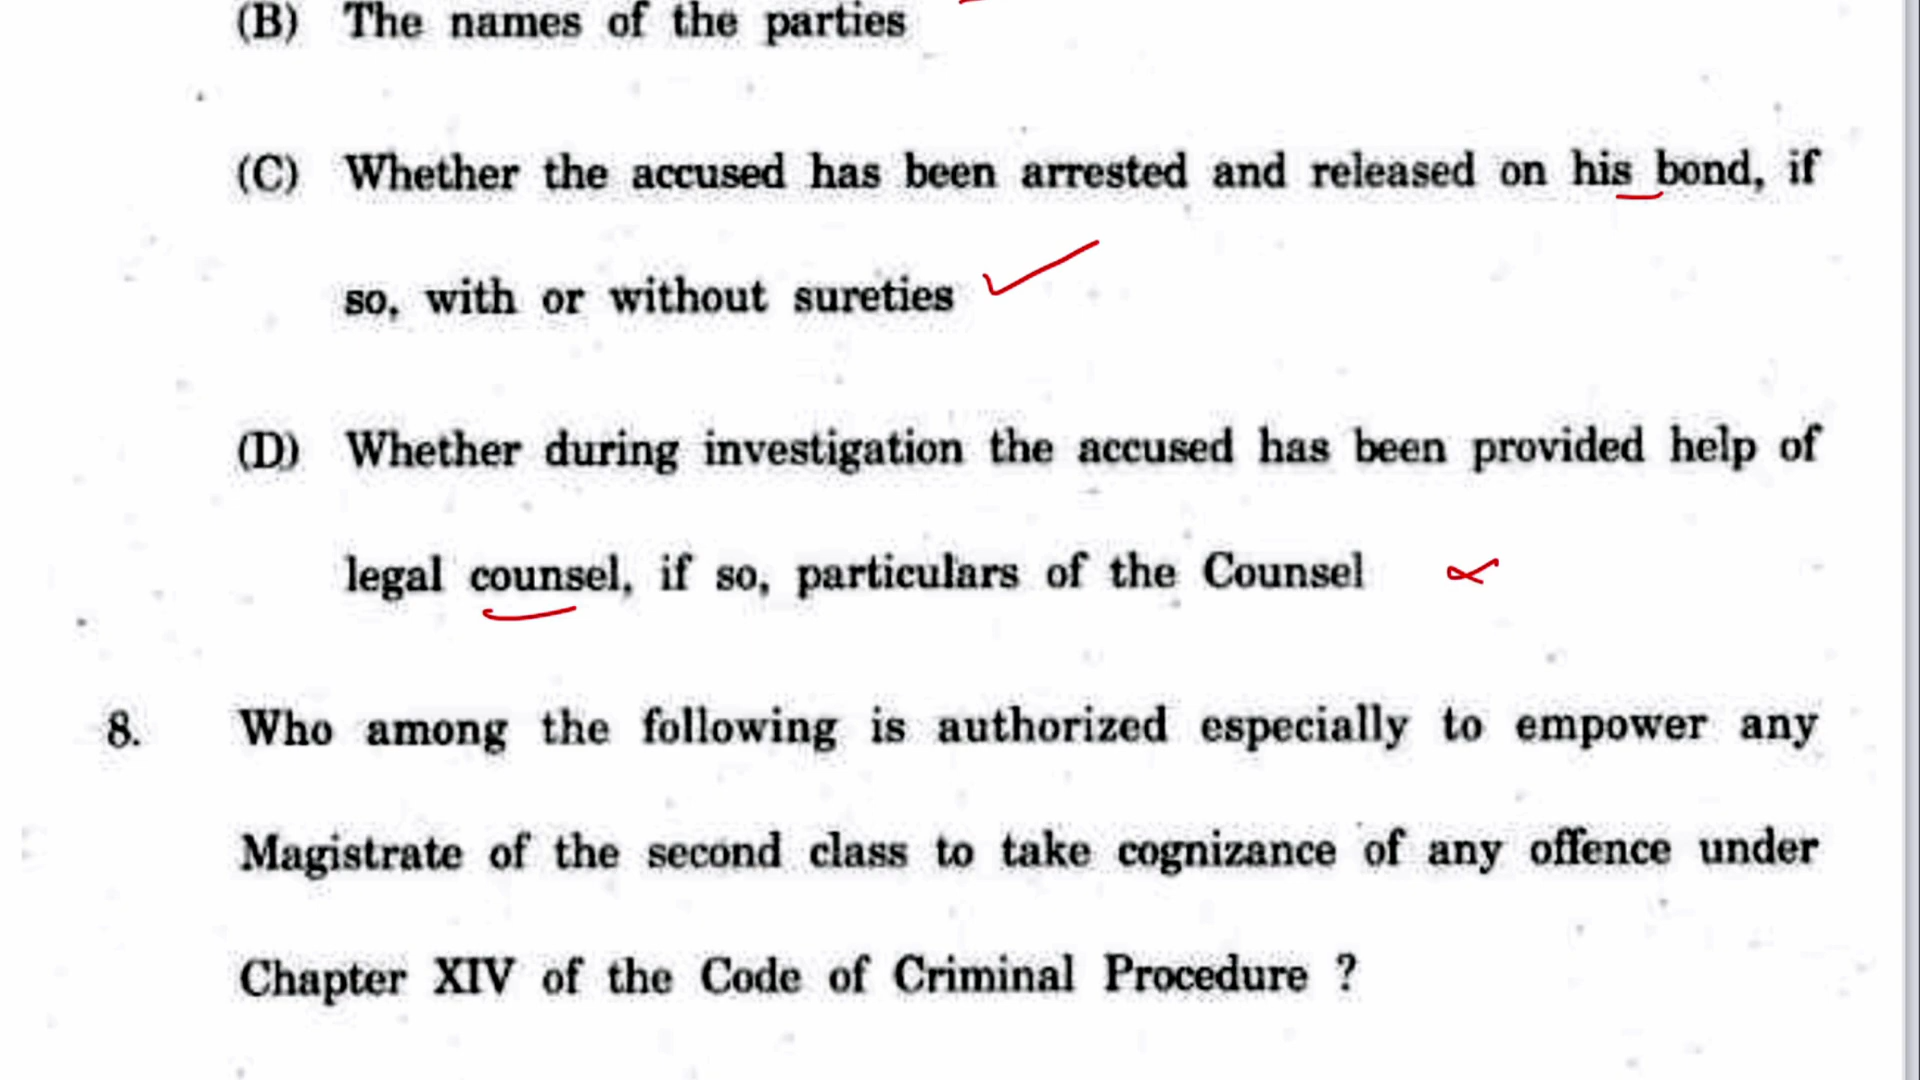 (B) The names of the parties
(C) Whether the accused has been arrested and released on his bond, if
so, with or without sureties
(D) Whether during investigation the accused has been provided help of
legal counsel, if so, particulars of the Counsel
8. Who among the following is authorized especially to empower any
Magistrate of the second class to take cognizance of any offence under
Chapter XIV of the Code of Criminal Procedure ?